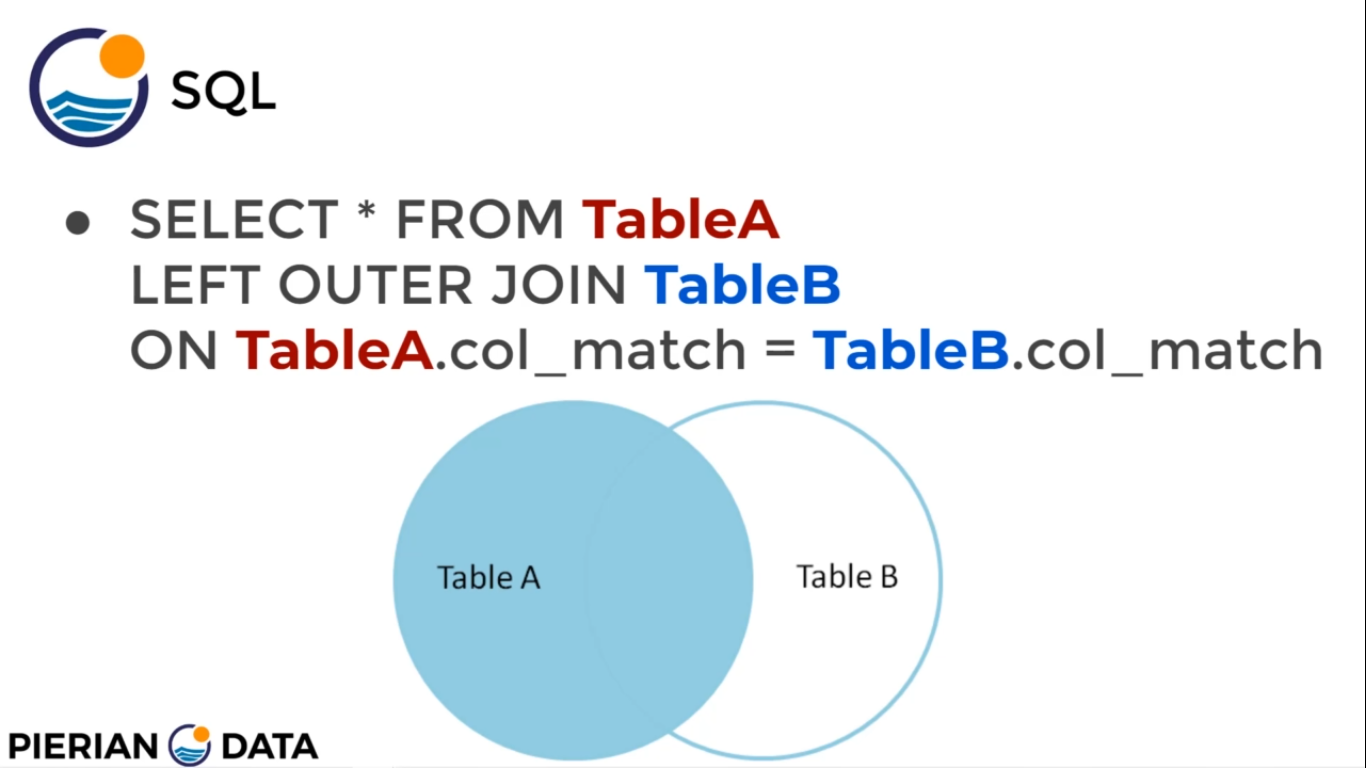 SQL
● SELECT * FROM TableA
LEFT OUTER JOIN TableB
ON TableA.col_match = TableB.col_match
Table A
Table B
PIERIAN DATA